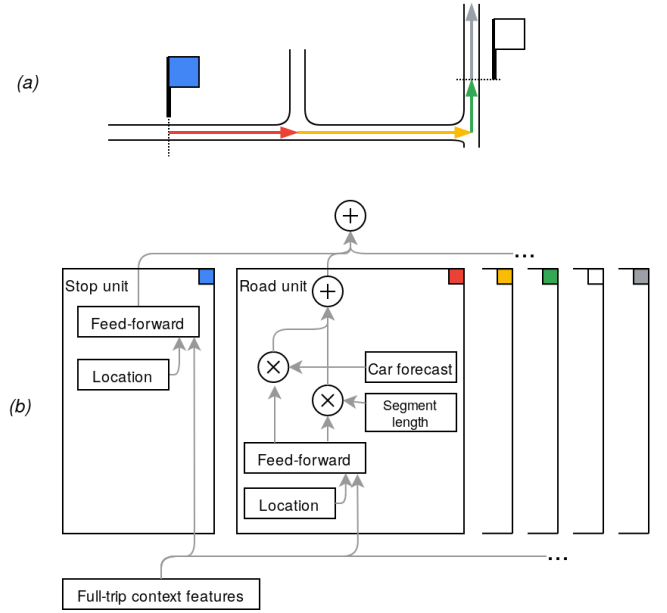 (a)
...
Stop unit
Road unit
Feed-forward
Location
Car forecast
Segment
length
(b)
Feed-forward
Location
...
Full-trip context features